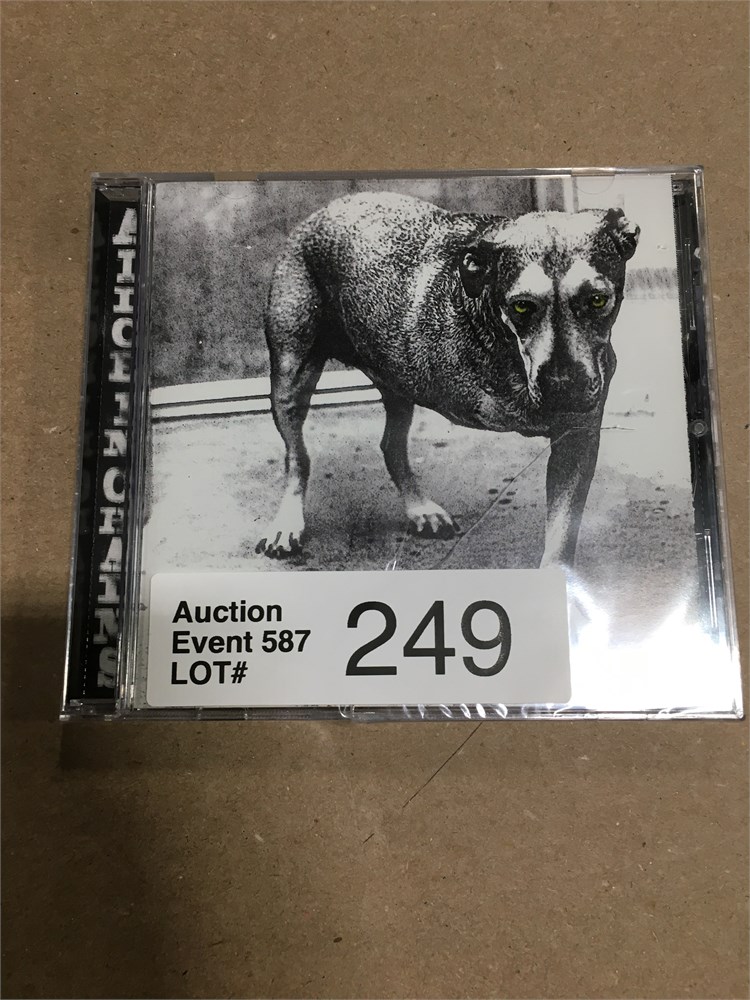 ALICE IN CHAINS
Auction
Event 587
LOT#
249